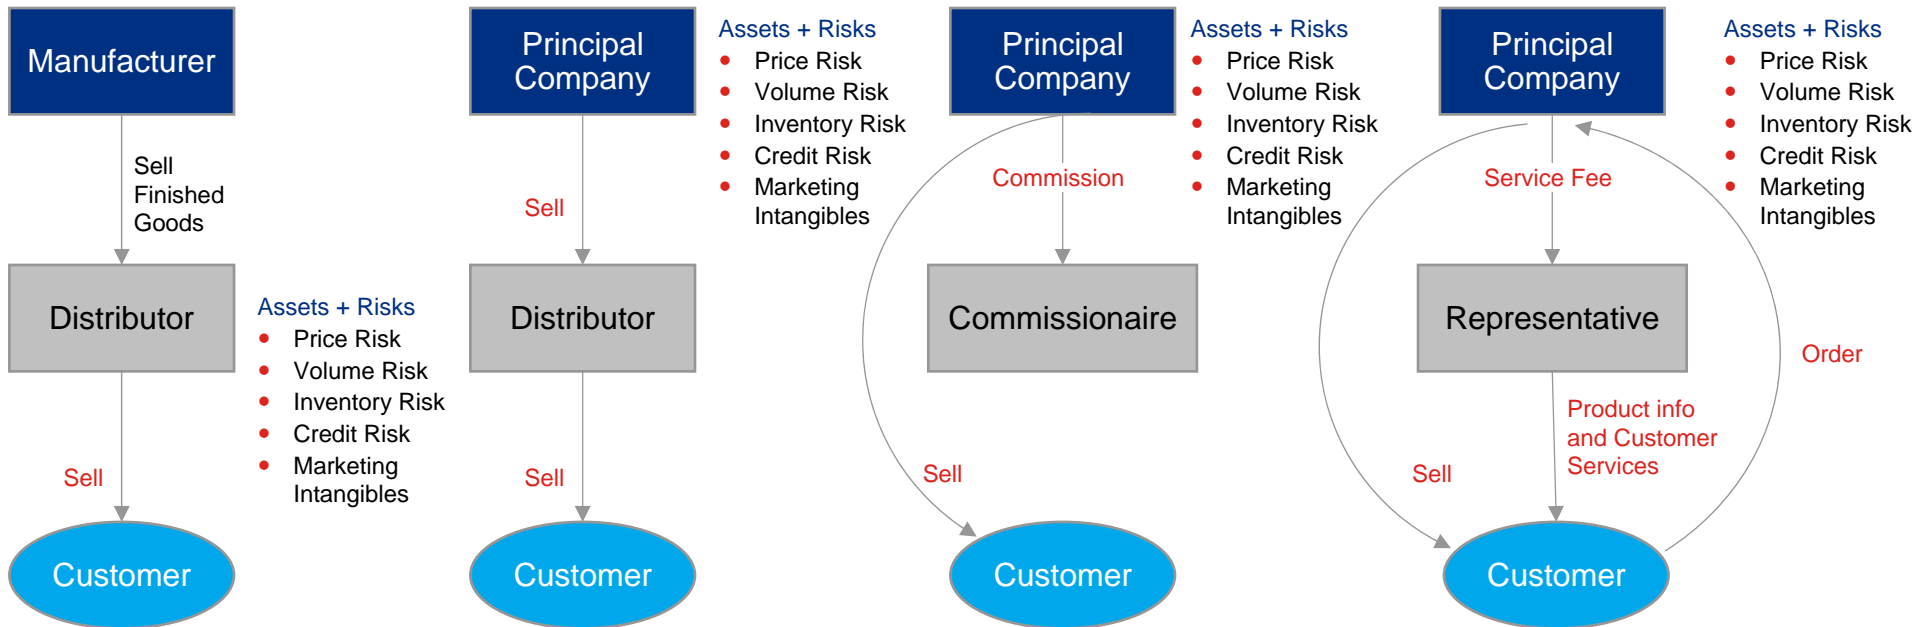 Manufacturer
Sell
Finished
Goods
Distributor
Assets + Risks
• Price Risk
• Volume Risk
• Inventory Risk
• Credit Risk
• Marketing
Intangibles
Sell
Customer
Principal
Company
Assets + Risks
• Price Risk
• Volume Risk
• Inventory Risk
• Credit Risk
• Marketing
Intangibles
Sell
Distributor
Sell
Customer
Principal
Company
Assets + Risks
• Price Risk
• Volume Risk
• Inventory Risk
• Credit Risk
• Marketing
Intangibles
Commission
Commissionaire
Sell
Customer
Principal
Company
Assets + Risks
• Price Risk
• Volume Risk
• Inventory Risk
• Credit Risk
• Marketing
Intangibles
Service Fee
Representative
Order
Product info
and Customer
Services
Sell
Customer